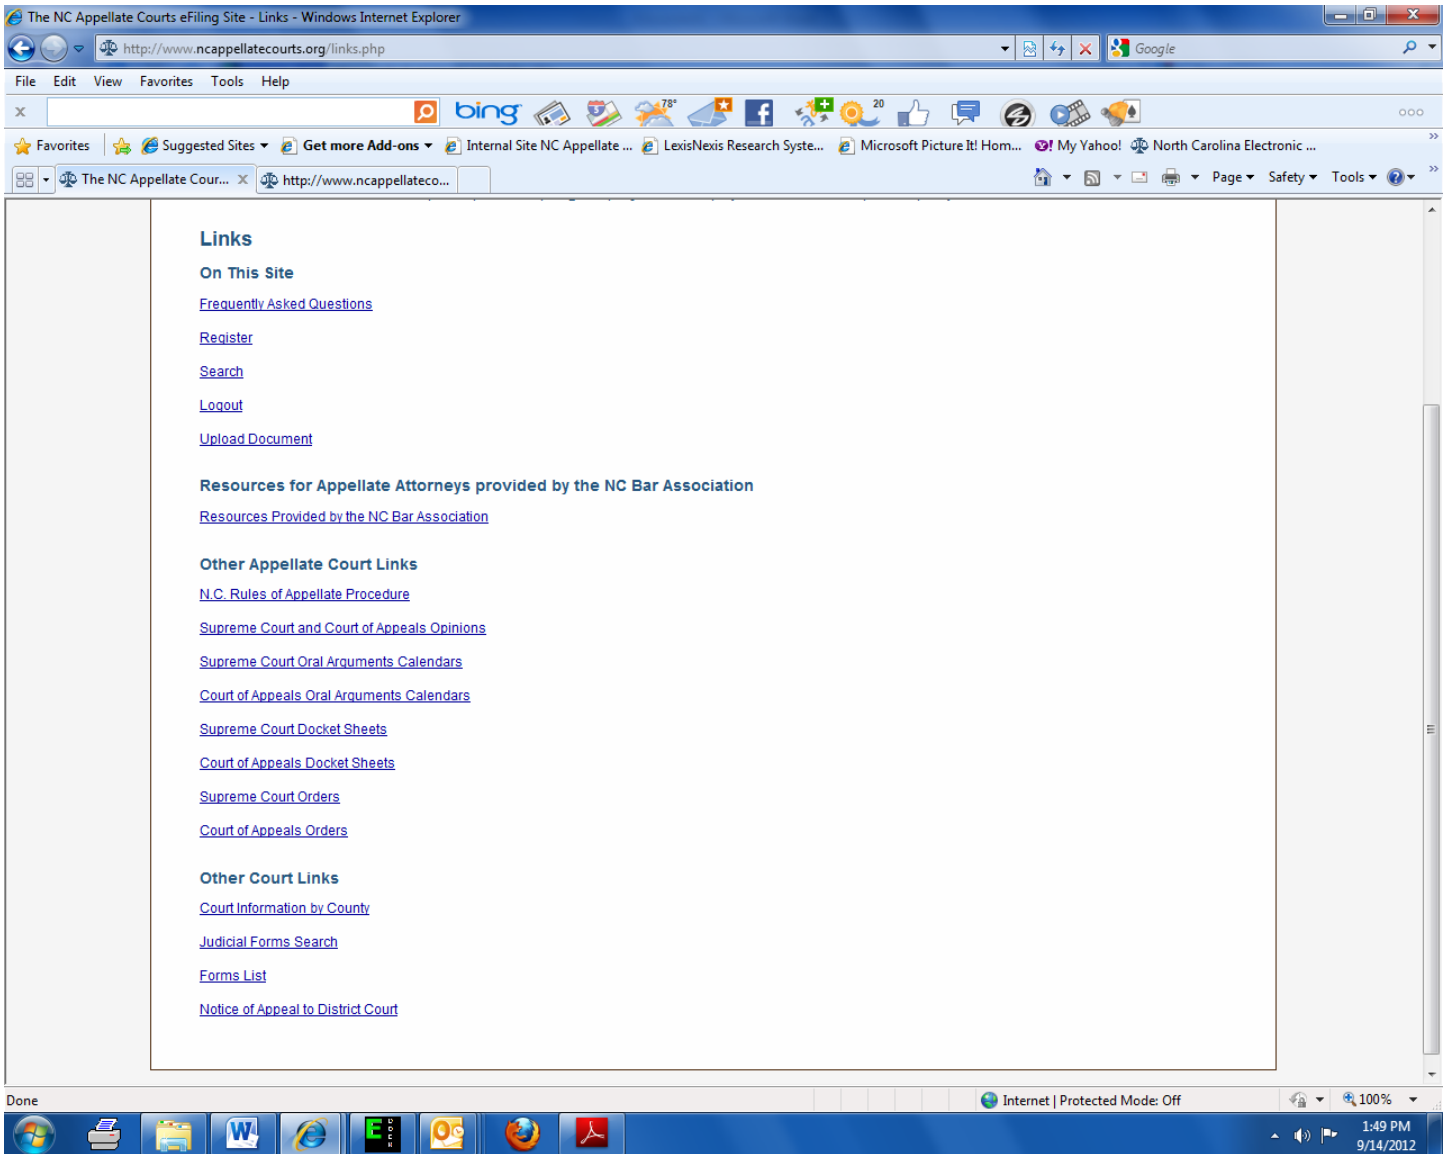 The NC Appellate Courts eFiling Site - Links - Windows Internet Explorer
http://www.ncappellatecourts.org/links.php
Google
File Edit View Favorites Tools Help
x bing 78° 20
Favorites Suggested Sites Get more Add-ons Internal Site NC Appellate ... LexisNexis Research Syste... Microsoft Picture It! Hom... My Yahoo! North Carolina Electronic ...
The NC Appellate Cour... x http://www.ncappellateco... Page Safety Tools
Links
On This Site
Frequently Asked Questions
Register
Search
Logout
Upload Document
Resources for Appellate Attorneys provided by the NC Bar Association
Resources Provided by the NC Bar Association
Other Appellate Court Links
N.C. Rules of Appellate Procedure
Supreme Court and Court of Appeals Opinions
Supreme Court Oral Arguments Calendars
Court of Appeals Oral Arguments Calendars
Supreme Court Docket Sheets
Court of Appeals Docket Sheets
Supreme Court Orders
Court of Appeals Orders
Other Court Links
Court Information by County
Judicial Forms Search
Forms List
Notice of Appeal to District Court
Done Internet | Protected Mode: Off 100%
1:49 PM
9/14/2012